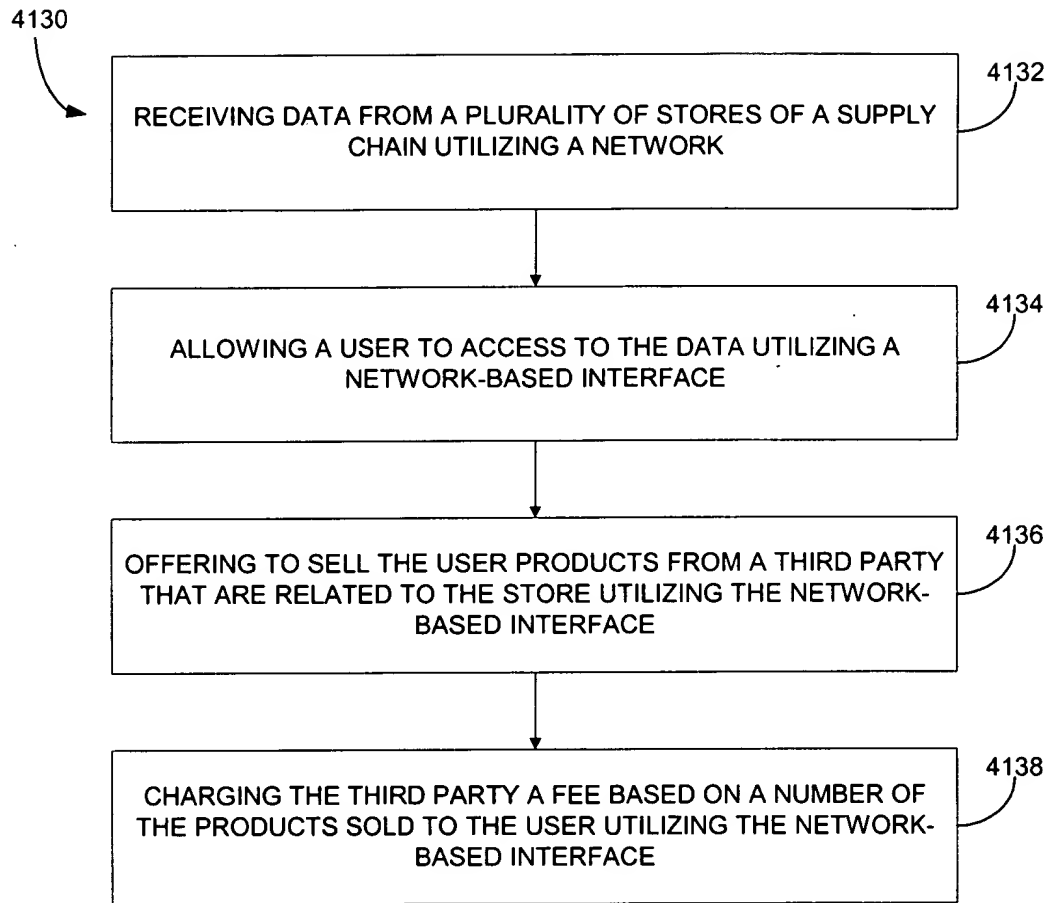 4130
4132
RECEIVING DATA FROM A PLURALITY OF STORES OF A SUPPLY
CHAIN UTILIZING A NETWORK
4134
ALLOWING A USER TO ACCESS TO THE DATA UTILIZING A
NETWORK-BASED INTERFACE
4136
OFFERING TO SELL THE USER PRODUCTS FROM A THIRD PARTY
THAT ARE RELATED TO THE STORE UTILIZING THE NETWORK-
BASED INTERFACE
4138
CHARGING THE THIRD PARTY A FEE BASED ON A NUMBER OF
THE PRODUCTS SOLD TO THE USER UTILIZING THE NETWORK-
BASED INTERFACE